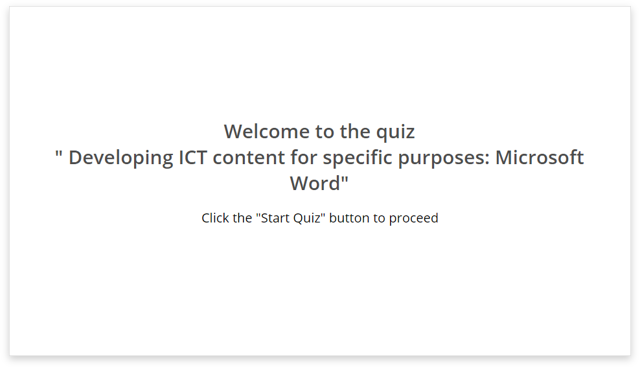 Welcome to the quiz
" Developing ICT content for specific purposes: Microsoft
Word"
Click the "Start Quiz" button to proceed